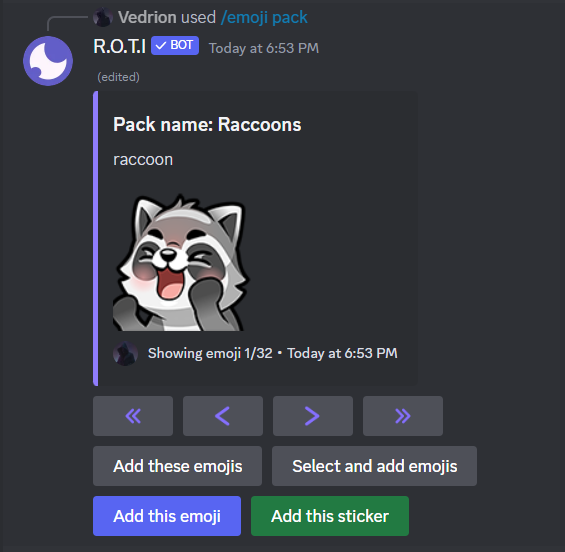 Vedrion used /emoji pack
R.O.T.I ✓ BOT Today at 6:53 PM
(edited)
Pack name: Raccoons
raccoon
Showing emoji 1/32 • Today at 6:53 PM
« < > »
Add these emojis Select and add emojis
Add this emoji Add this sticker